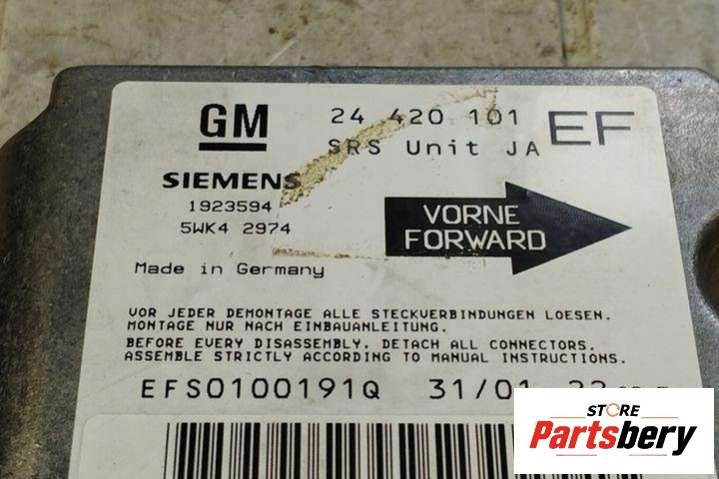 GM
24 420 101
EF
SRS Unit JA
SIEMENS
1923594
5WK4 2974
VORNE
FORWARD
Made in Germany
VOR JEDER DEMONTAGE ALLE STECKVERBINDUNGEN LOESEN.
MONTAGE NUR NACH EINBAUANLEITUNG.
BEFORE EVERY DISASSEMBLY, DETACH ALL CONNECTORS.
ASSEMBLE STRICTLY ACCORDING TO MANUAL INSTRUCTIONS.
EFS0100191Q 31/01
STORE
Partsbery